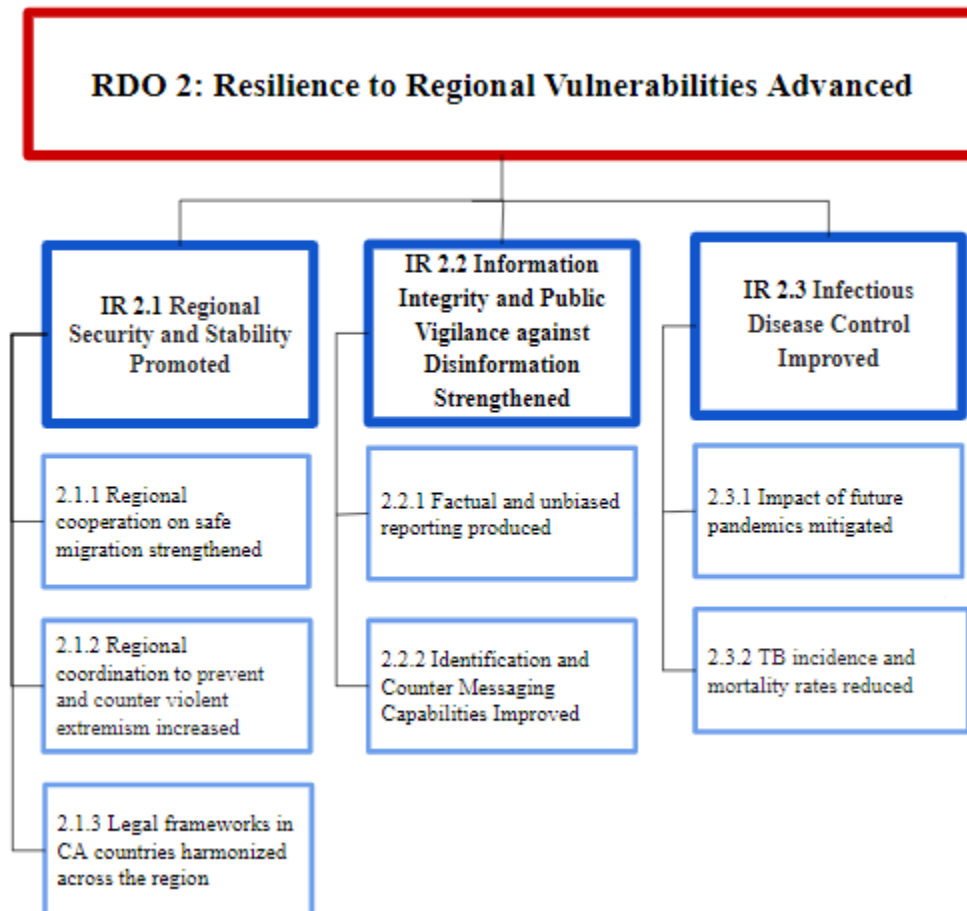 RDO 2: Resilience to Regional Vulnerabilities Advanced
IR 2.1 Regional
Security and Stability
Promoted
2.1.1 Regional
cooperation on safe
migration strengthened
2.1.2 Regional
coordination to prevent
and counter violent
extremism increased
2.1.3 Legal frameworks in
CA countries harmonized
across the region
IR 2.2 Information
Integrity and Public
Vigilance against
Disinformation
Strengthened
2.2.1 Factual and unbiased
reporting produced
2.2.2 Identification and
Counter Messaging
Capabilities Improved
IR 2.3 Infectious
Disease Control
Improved
2.3.1 Impact of future
pandemics mitigated
2.3.2 TB incidence and
mortality rates reduced